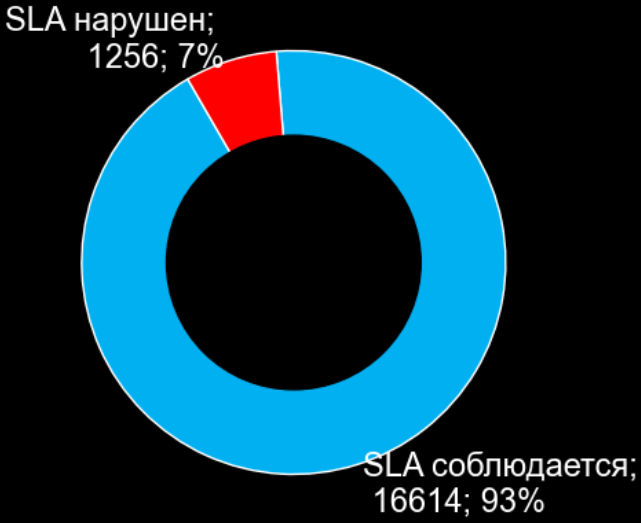 SLA нарушен;
1256; 7%
SLA соблюдается;
16614; 93%